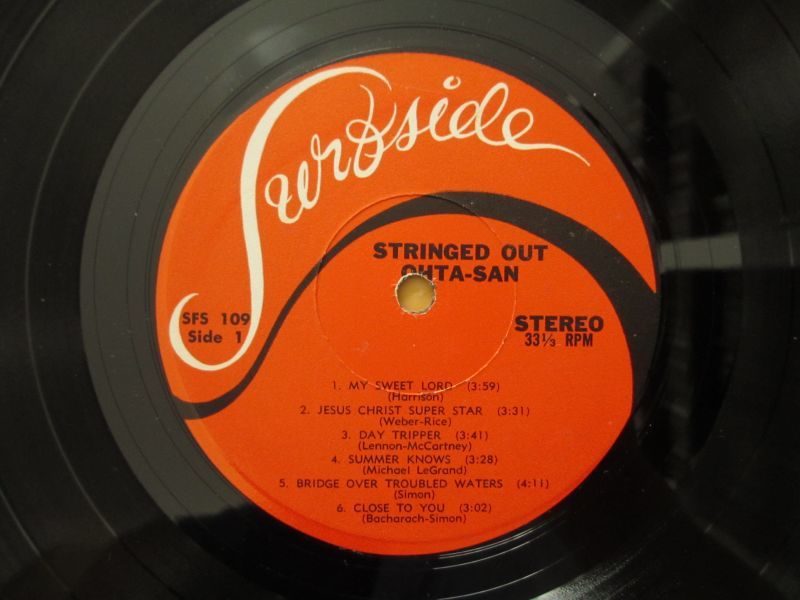 Surfside
STRINGED OUT
OHTA-SAN
SFS 109
Side 1
STEREO
33⅓ RPM
1. MY SWEET LORD (3:59)
(Harrison)
2. JESUS CHRIST SUPER STAR (3:31)
(Weber-Rice)
3. DAY TRIPPER (3:41)
(Lennon-McCartney)
4. SUMMER KNOWS (3:28)
(Michael LeGrand)
5. BRIDGE OVER TROUBLED WATERS (4:11)
(Simon)
6. CLOSE TO YOU (3:02)
(Bacharach-Simon)